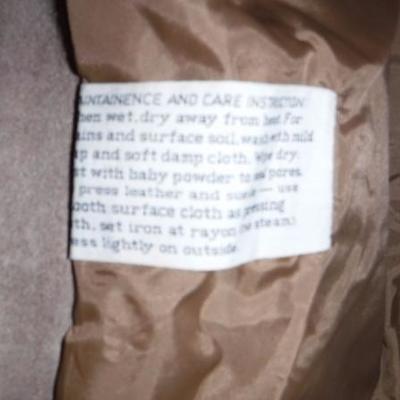 AINTAINENCE AND CARE INSTRUCTION:
hen wet, dry away from heat. For
ains and surface soil, wash with mild
ap and soft damp cloth. Wipe dry.
st with baby powder to seal pores.
press leather and suede — use
ooth surface cloth as pressing
th, set iron at rayon (no steam)
ess lightly on outside.